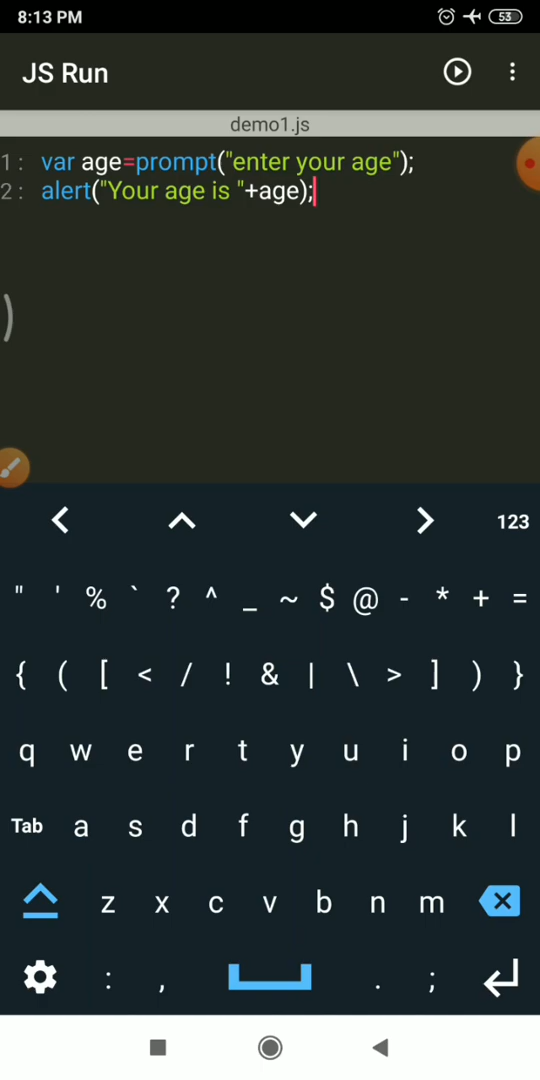 8:13 PM 53
JS Run
demo1.js
1: var age=prompt("enter your age");
2: alert("Your age is "+age);
123
" ' % ` ? ^ _ ~ $ @ - * + =
{ ( [ < / ! & | \ > ] ) }
q w e r t y u i o p
Tab a s d f g h j k l
z x c v b n m
: , . ;